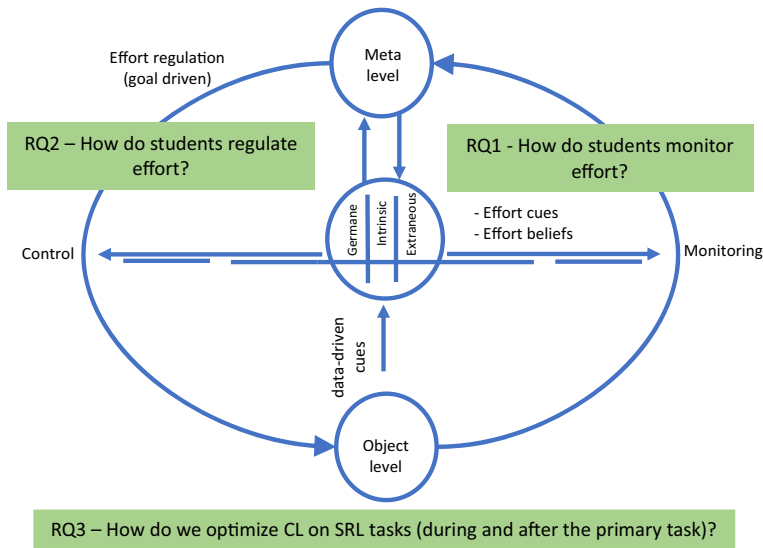 Effort regulation
(goal driven)
Meta
level
RQ2 – How do students regulate
effort?
RQ1 - How do students monitor
effort?
Germane
Intrinsic
Extraneous
- Effort cues
- Effort beliefs
Control
Monitoring
data-driven
cues
Object
level
RQ3 – How do we optimize CL on SRL tasks (during and after the primary task)?